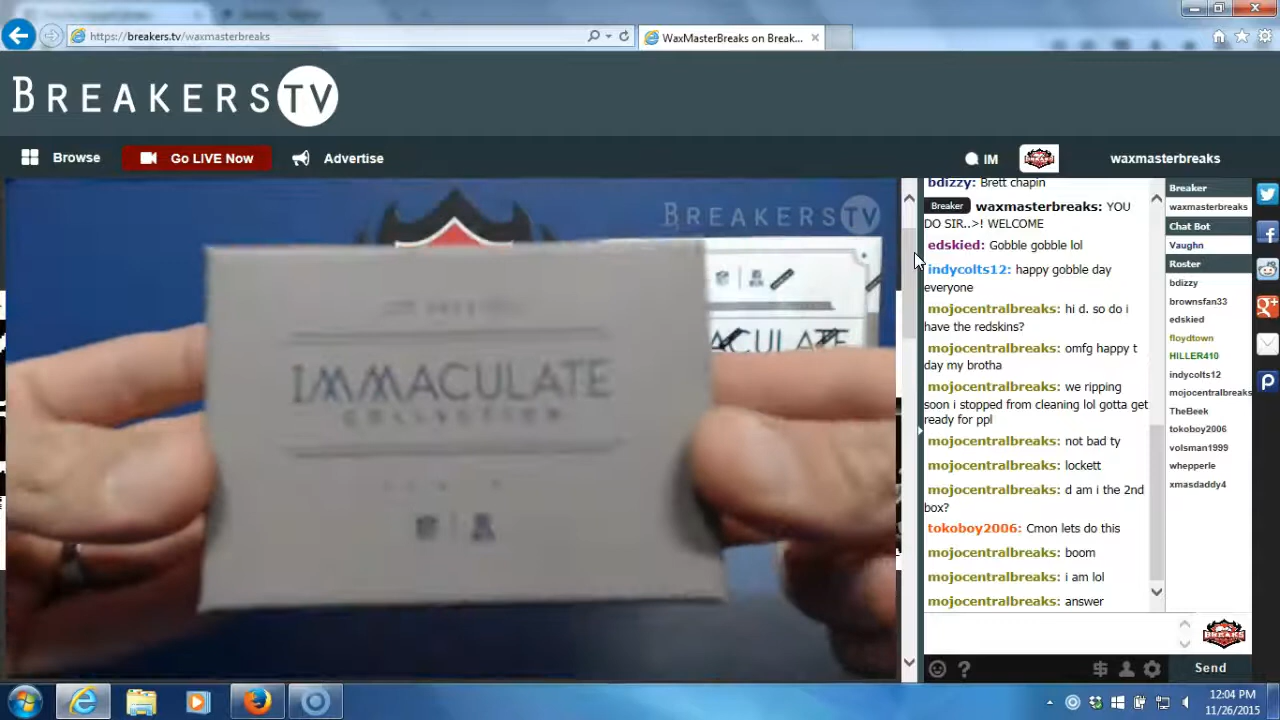 https://breakers.tv/waxmasterbreaks
WaxMasterBreaks on Break...
BREAKERSTV
Browse
Go LIVE Now
Advertise
IM
waxmasterbreaks
BREAKERSTV
IMMACULATE
COLLECTION
ACULATE
bdizzy: Brett chapin
Breaker waxmasterbreaks: YOU
DO SIR..>! WELCOME
edskied: Gobble gobble lol
indycolts12: happy gobble day
everyone
mojocentralbreaks: hi d. so do i
have the redskins?
mojocentralbreaks: omfg happy t
day my brotha
mojocentralbreaks: we ripping
soon i stopped from cleaning lol gotta get
ready for ppl
mojocentralbreaks: not bad ty
mojocentralbreaks: lockett
mojocentralbreaks: d am i the 2nd
box?
tokoboy2006: Cmon lets do this
mojocentralbreaks: boom
mojocentralbreaks: i am lol
mojocentralbreaks: answer
BREAKS
Send
Breaker
waxmasterbreaks
Chat Bot
Vaughn
Roster
bdizzy
brownsfan33
edskied
floydtown
HILLER410
indycolts12
mojocentralbreaks
TheBeek
tokoboy2006
volsman1999
whepperle
xmasdaddy4
12:04 PM
11/26/2015